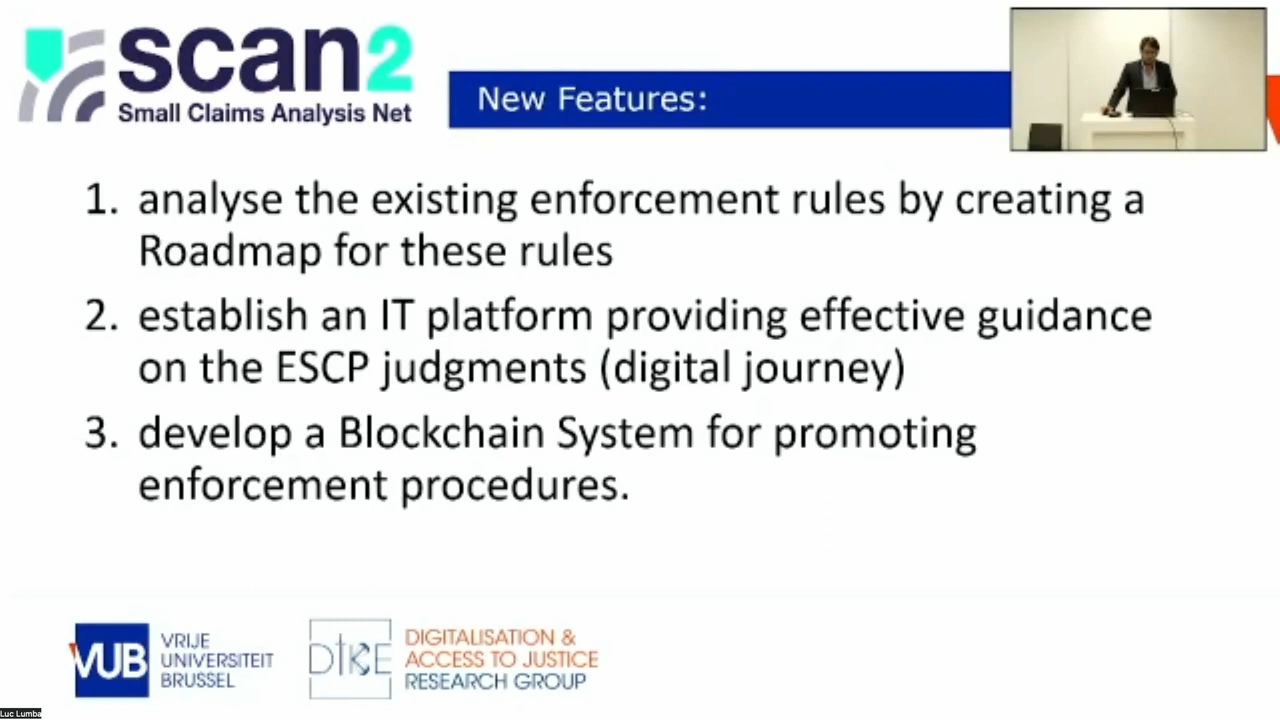 scan2
Small Claims Analysis Net
New Features:
1. analyse the existing enforcement rules by creating a
Roadmap for these rules
2. establish an IT platform providing effective guidance
on the ESCP judgments (digital journey)
3. develop a Blockchain System for promoting
enforcement procedures.
VUB
VRIJE
UNIVERSITEIT
BRUSSEL
DIKE
DIGITALISATION &
ACCESS TO JUSTICE
RESEARCH GROUP
Luc Lumba